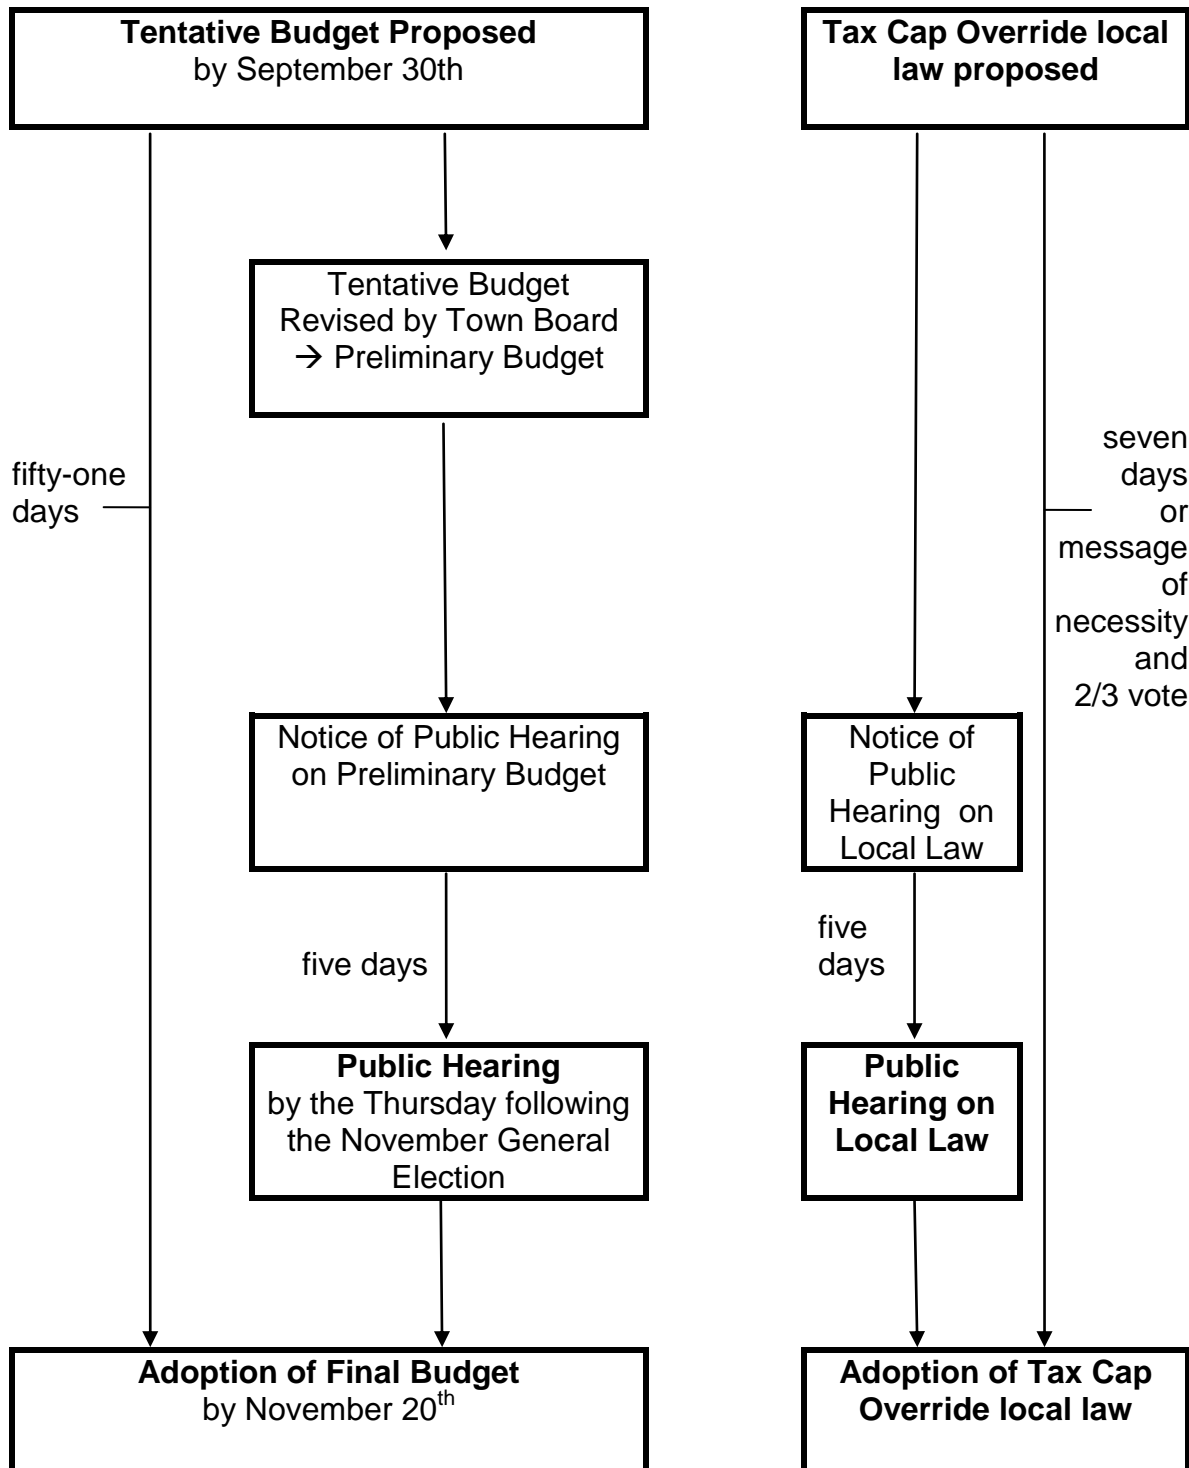 Tentative Budget Proposed
by September 30th
Tax Cap Override local
law proposed
Tentative Budget
Revised by Town Board
→ Preliminary Budget
fifty-one
days
seven
days
or
message
of
necessity
and
2/3 vote
Notice of Public Hearing
on Preliminary Budget
Notice of
Public
Hearing on
Local Law
five days
five
days
Public Hearing
by the Thursday following
the November General
Election
Public
Hearing on
Local Law
Adoption of Final Budget
by November 20th
Adoption of Tax Cap
Override local law